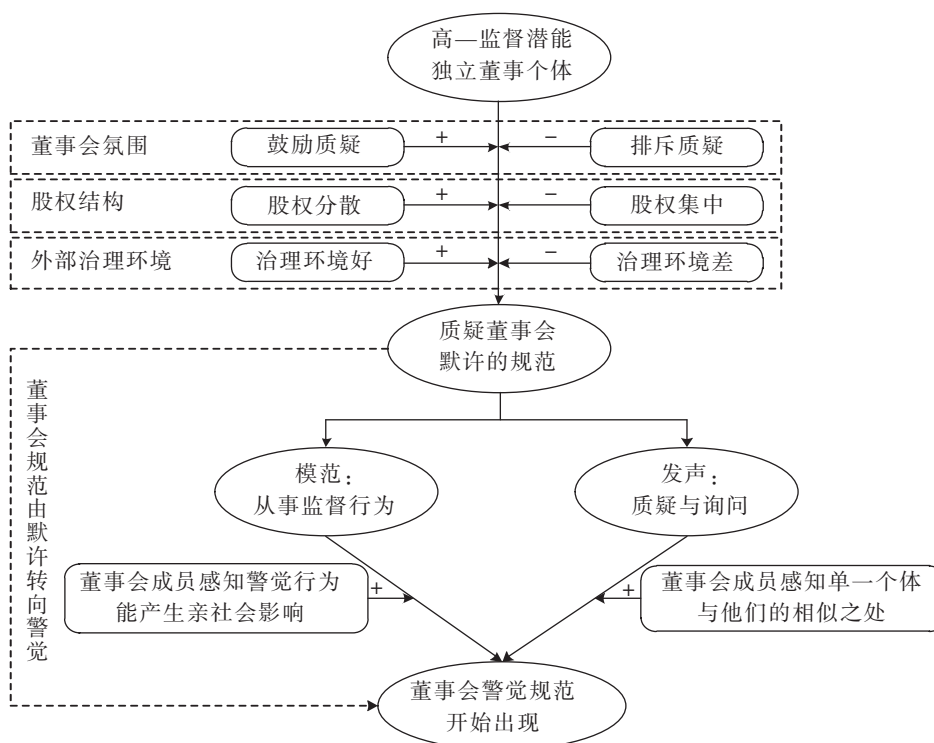 高—监督潜能
独立董事个体
董事会氛围
鼓励质疑
+
−
排斥质疑
股权结构
股权分散
+
−
股权集中
外部治理环境
治理环境好
+
−
治理环境差
质疑董事会
默许的规范
董事会规范由默许转向警觉
模范：
从事监督行为
发声：
质疑与询问
董事会成员感知警觉行为
能产生亲社会影响
+
+
董事会成员感知单一个体
与他们的相似之处
董事会警觉规范
开始出现